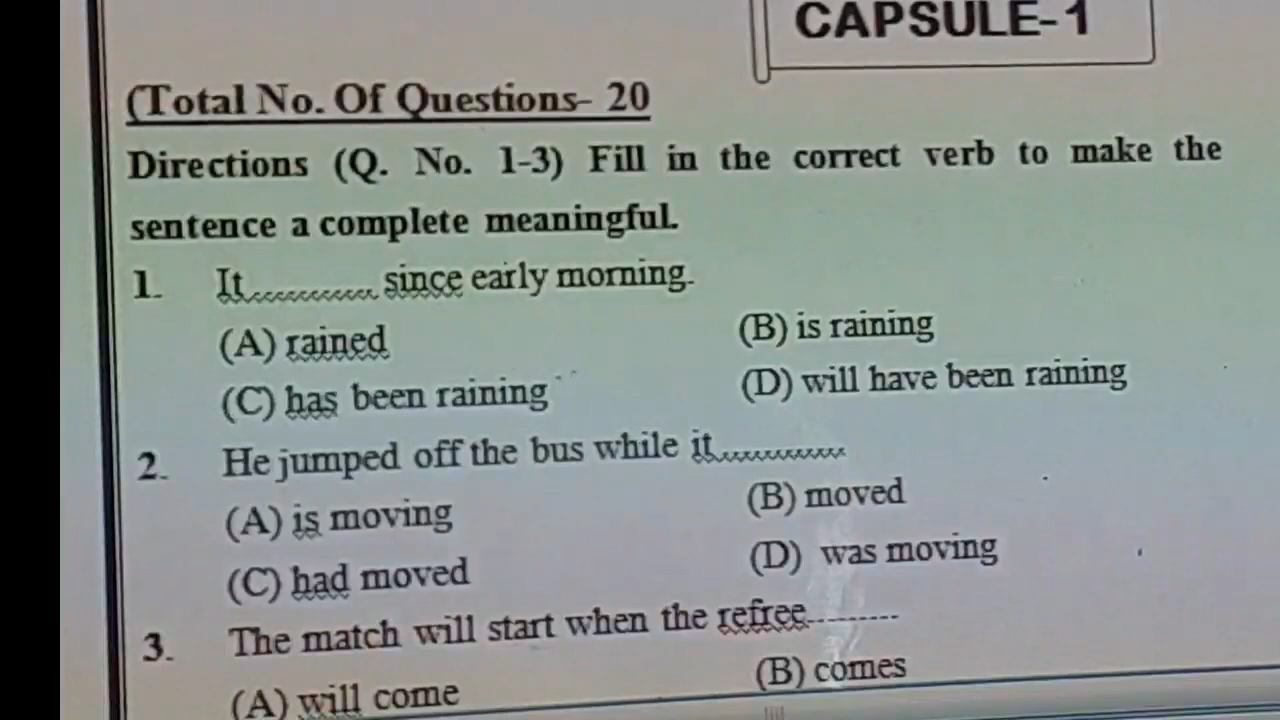 CAPSULE-1
(Total No. Of Questions- 20
Directions (Q. No. 1-3) Fill in the correct verb to make the
sentence a complete meaningful.
1. It............ since early morning.
(A) rained (B) is raining
(C) has been raining (D) will have been raining
2. He jumped off the bus while it............
(A) is moving (B) moved
(C) had moved (D) was moving
3. The match will start when the refree..........
(A) will come (B) comes